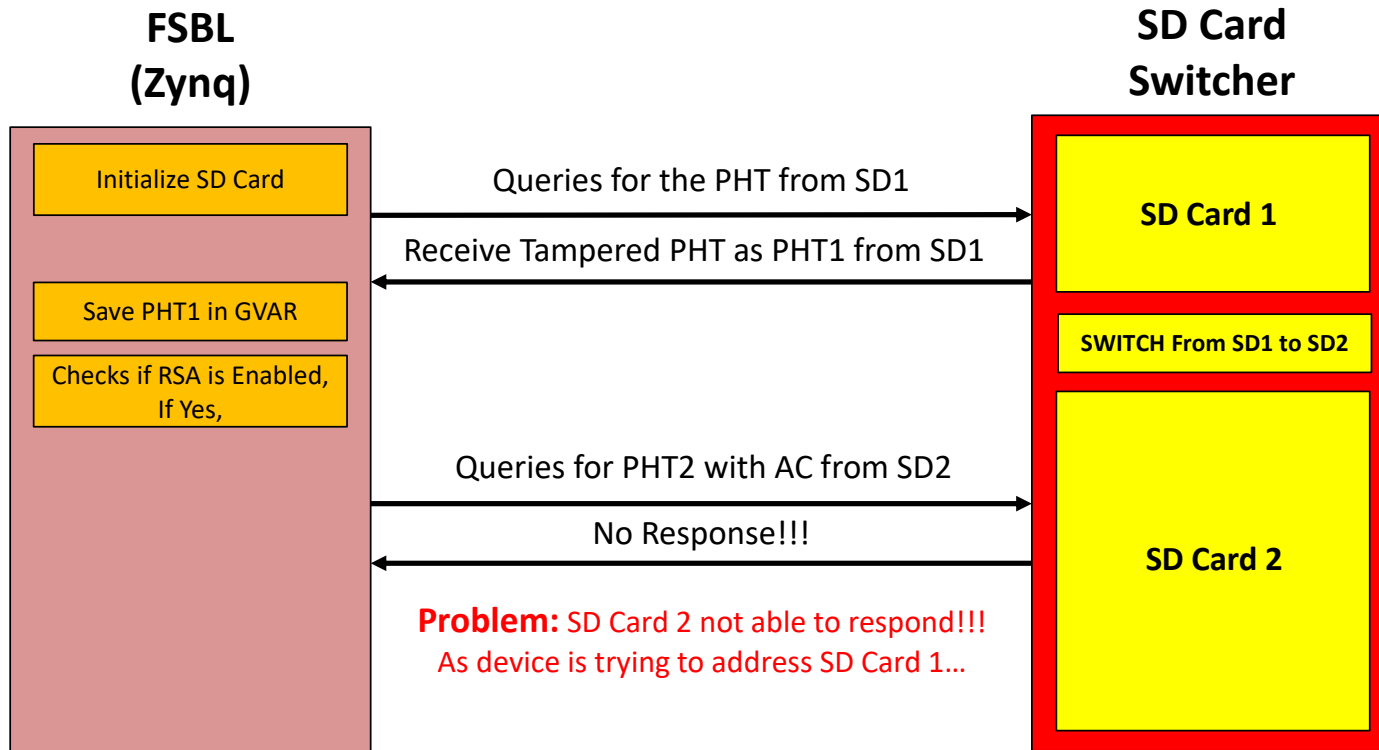 FSBL
(Zynq)
SD Card
Switcher
Initialize SD Card
Queries for the PHT from SD1
SD Card 1
Receive Tampered PHT as PHT1 from SD1
Save PHT1 in GVAR
SWITCH From SD1 to SD2
Checks if RSA is Enabled,
If Yes,
Queries for PHT2 with AC from SD2
No Response!!!
SD Card 2
Problem: SD Card 2 not able to respond!!!
As device is trying to address SD Card 1...